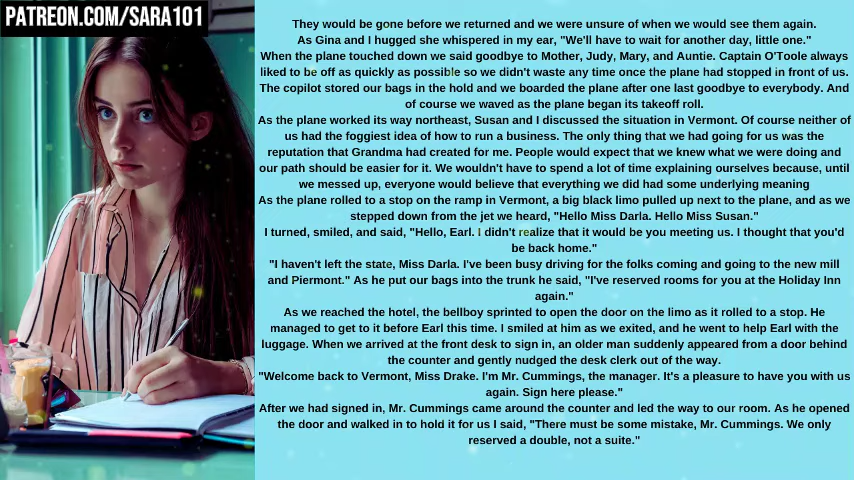 PATREON.COM/SARA101
They would be gone before we returned and we were unsure of when we would see them again.
As Gina and I hugged she whispered in my ear, "We'll have to wait for another day, little one."
When the plane touched down we said goodbye to Mother, Judy, Mary, and Auntie. Captain O'Toole always
liked to be off as quickly as possible so we didn't waste any time once the plane had stopped in front of us.
The copilot stored our bags in the hold and we boarded the plane after one last goodbye to everybody. And
of course we waved as the plane began its takeoff roll.
As the plane worked its way northeast, Susan and I discussed the situation in Vermont. Of course neither of
us had the foggiest idea of how to run a business. The only thing that we had going for us was the
reputation that Grandma had created for me. People would expect that we knew what we were doing and
our path should be easier for it. We wouldn't have to spend a lot of time explaining ourselves because, until
we messed up, everyone would believe that everything we did had some underlying meaning
As the plane rolled to a stop on the ramp in Vermont, a big black limo pulled up next to the plane, and as we
stepped down from the jet we heard, "Hello Miss Darla. Hello Miss Susan."
I turned, smiled, and said, "Hello, Earl. I didn't realize that it would be you meeting us. I thought that you'd
be back home."
"I haven't left the state, Miss Darla. I've been busy driving for the folks coming and going to the new mill
and Piermont." As he put our bags into the trunk he said, "I've reserved rooms for you at the Holiday Inn
again."
As we reached the hotel, the bellboy sprinted to open the door on the limo as it rolled to a stop. He
managed to get to it before Earl this time. I smiled at him as we exited, and he went to help Earl with the
luggage. When we arrived at the front desk to sign in, an older man suddenly appeared from a door behind
the counter and gently nudged the desk clerk out of the way.
"Welcome back to Vermont, Miss Drake. I'm Mr. Cummings, the manager. It's a pleasure to have you with us
again. Sign here please."
After we had signed in, Mr. Cummings came around the counter and led the way to our room. As he opened
the door and walked in to hold it for us I said, "There must be some mistake, Mr. Cummings. We only
reserved a double, not a suite."